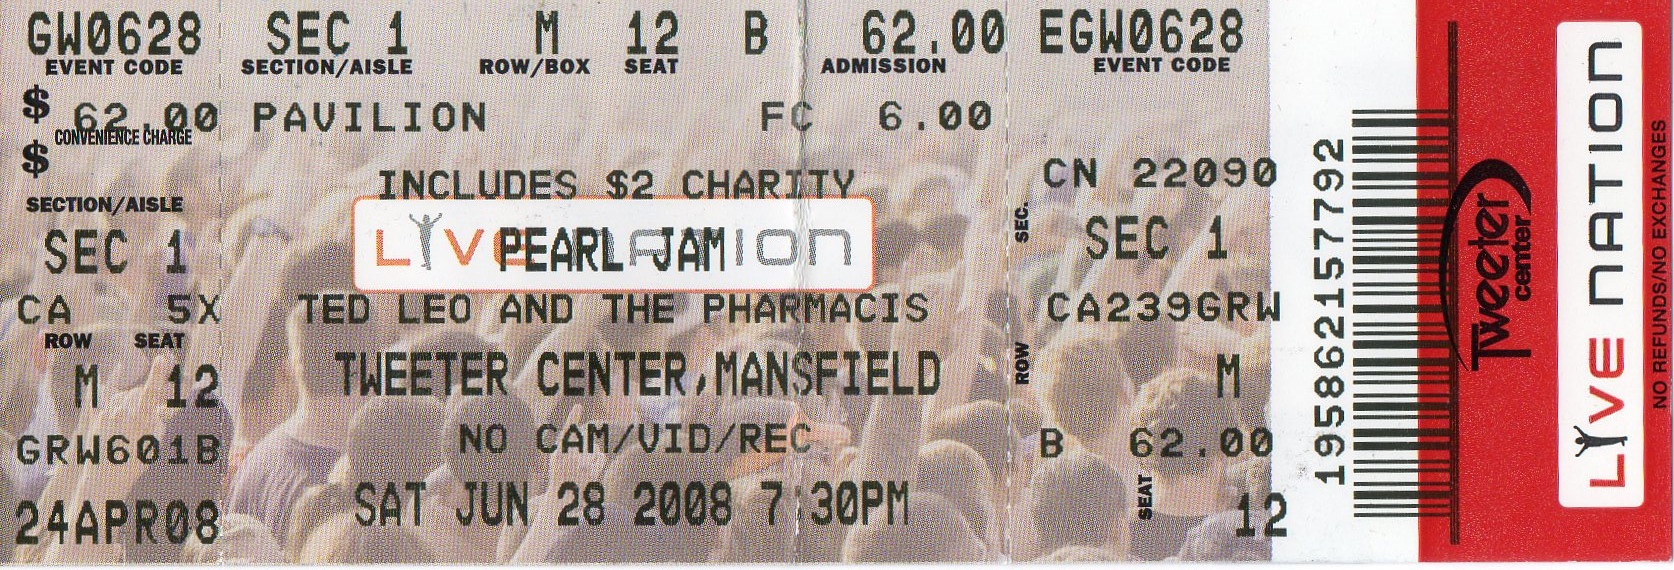 GW0628 SEC 1 M 12 B 62.00 EGW0628
EVENT CODE SECTION/AISLE ROW/BOX SEAT ADMISSION EVENT CODE
$ 62.00 PAVILION FC 6.00
CONVENIENCE CHARGE
$
INCLUDES $2 CHARITY
CN 22090
SECTION/AISLE
SEC 1
LIVE NATION
PEARL JAM
SEC.
SEC 1
CA 5X TED LEO AND THE PHARMACIS CA239GRW
ROW SEAT
M 12 TWEETER CENTER,MANSFIELD
ROW
M
GRW601B NO CAM/VID/REC B 62.00
24APR08 SAT JUN 28 2008 7:30PM
SEAT
12
195862157792
Tweeter
center
LIVE NATION
NO REFUNDS/NO EXCHANGES